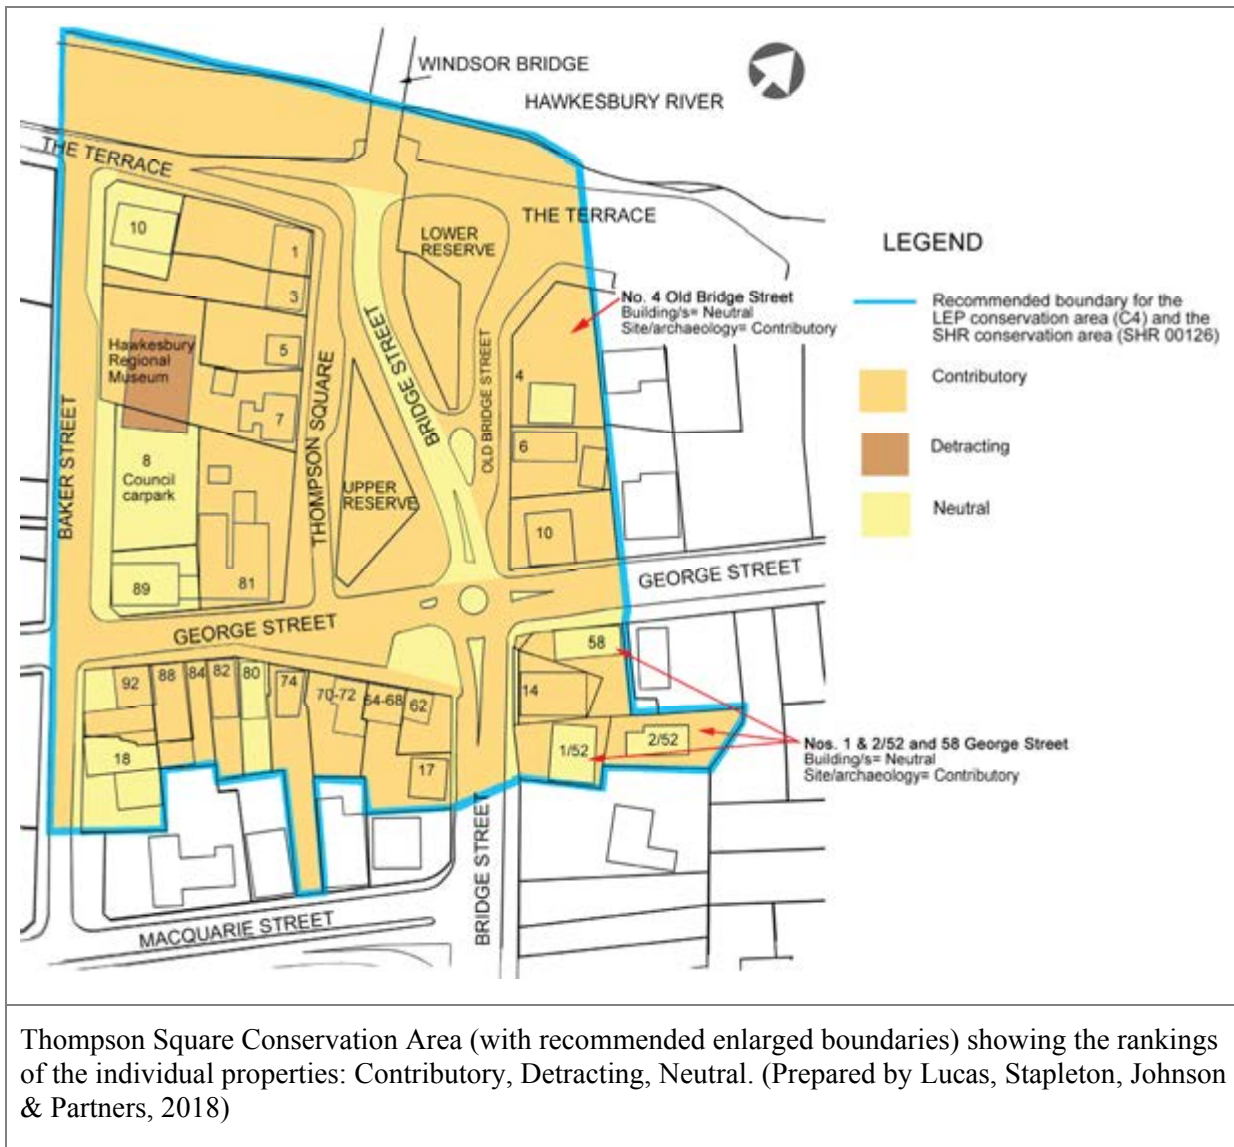 WINDSOR BRIDGE
HAWKESBURY RIVER
THE TERRACE
THE TERRACE
10
1
3
LOWER
RESERVE
LEGEND
No. 4 Old Bridge Street
Building/s= Neutral
Site/archaeology= Contributory
Recommended boundary for the
LEP conservation area (C4) and the
SHR conservation area (SHR 00126)
Contributory
Detracting
Neutral
Hawkesbury
Regional
Museum
5
7
BRIDGE STREET
OLD BRIDGE STREET
4
6
10
BAKER STREET
8
Council
carpark
THOMPSON SQUARE
UPPER
RESERVE
89
81
GEORGE STREET
GEORGE STREET
92
88
84
82
80
74
70-72
64-68
62
58
14
18
17
1/52
2/52
Nos. 1 & 2/52 and 58 George Street
Building/s= Neutral
Site/archaeology= Contributory
BRIDGE STREET
MACQUARIE STREET
Thompson Square Conservation Area (with recommended enlarged boundaries) showing the rankings
of the individual properties: Contributory, Detracting, Neutral. (Prepared by Lucas, Stapleton, Johnson
& Partners, 2018)